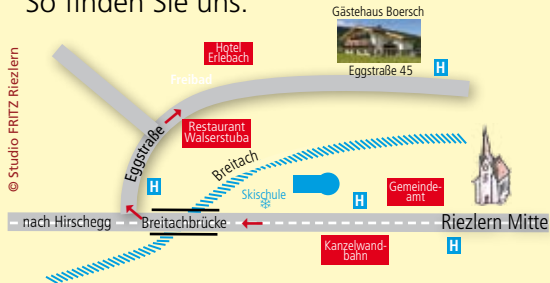 So finden Sie uns:
Gästehaus Boersch
Eggstraße 45
H
Hotel
Erlebach
Freibad
© Studio FRITZ Riezlern
Restaurant
Walserstuba
Eggstraße
Breitach
H
Skischule
H
Gemeinde-
amt
nach Hirschegg
Breitachbrücke
Riezlern Mitte
Kanzelwand-
bahn
H